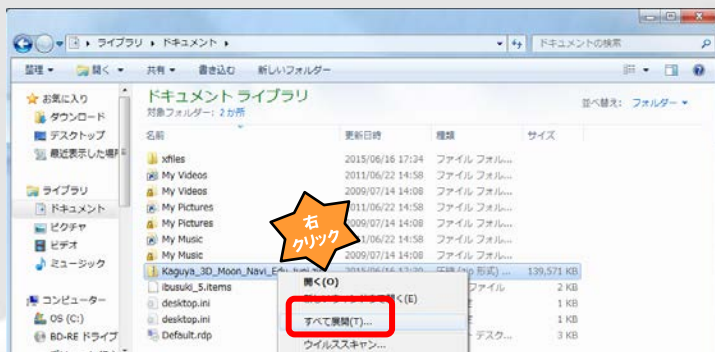 ライブラリ ▸ ドキュメント ▸
ドキュメントの検索
整理 ▼
開く ▼
共有 ▼
書き込む
新しいフォルダー
お気に入り
ダウンロード
デスクトップ
最近表示した場所
ライブラリ
ドキュメント
ピクチャ
ビデオ
ミュージック
コンピューター
OS (C:)
BD-RE ドライブ
ドキュメント ライブラリ
対象フォルダー: 2 か所
並べ替え: フォルダー ▼
名前 更新日時 種類 サイズ
xfiles 2015/06/16 17:34 ファイル フォル...
My Videos 2011/06/22 14:58 ファイル フォル...
My Videos 2009/07/14 14:08 ファイル フォル...
My Pictures 2011/06/22 14:58 ファイル フォル...
My Pictures 2009/07/14 14:08 ファイル フォル...
My Music 2011/06/22 14:58 ファイル フォル...
My Music 2009/07/14 14:08 ファイル フォル...
Kaguya_3D_Moon_Navi_Edu 139,571 KB
ibusuki_5.items ファイル 2 KB
desktop.ini 1 KB
desktop.ini 1 KB
Default.rdp デスク... 3 KB
右
クリック
開く(O)
すべて展開(T)...
ウイルススキャン...